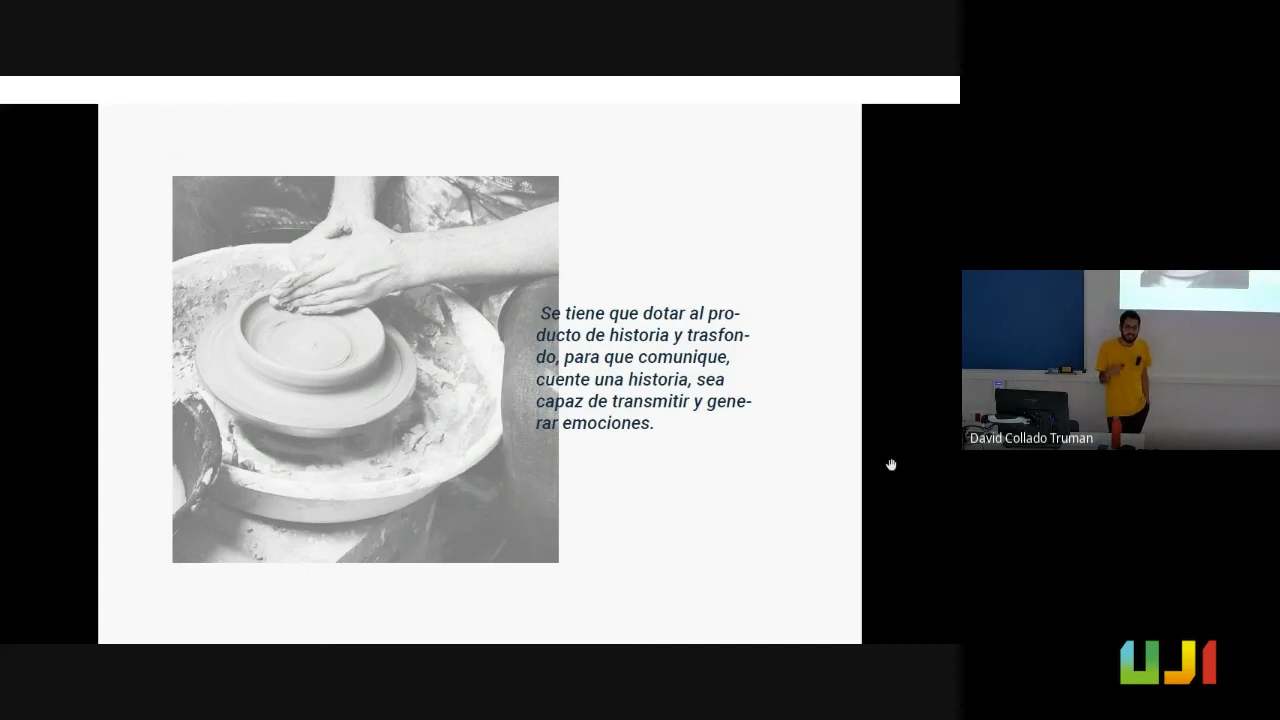 Se tiene que dotar al pro-
ducto de historia y trasfon-
do, para que comunique,
cuente una historia, sea
capaz de transmitir y gene-
rar emociones.
David Collado Truman
UJI